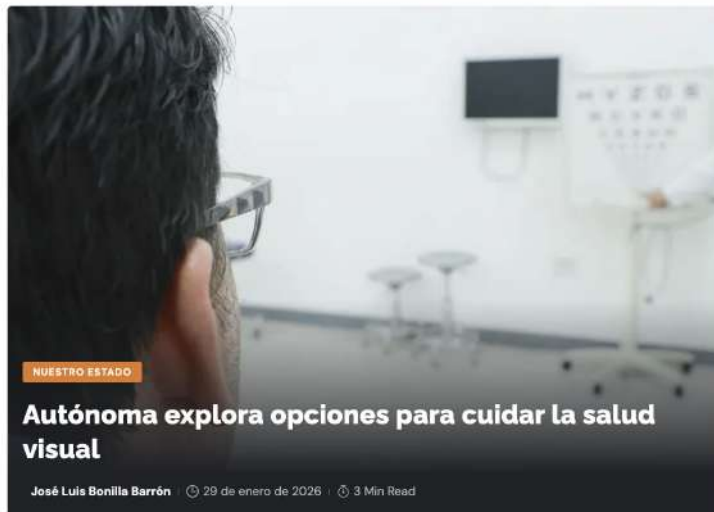 NUESTRO ESTADO
Autónoma explora opciones para cuidar la salud
visual
José Luis Bonilla Barrón
29 de enero de 2026
3 Min Read